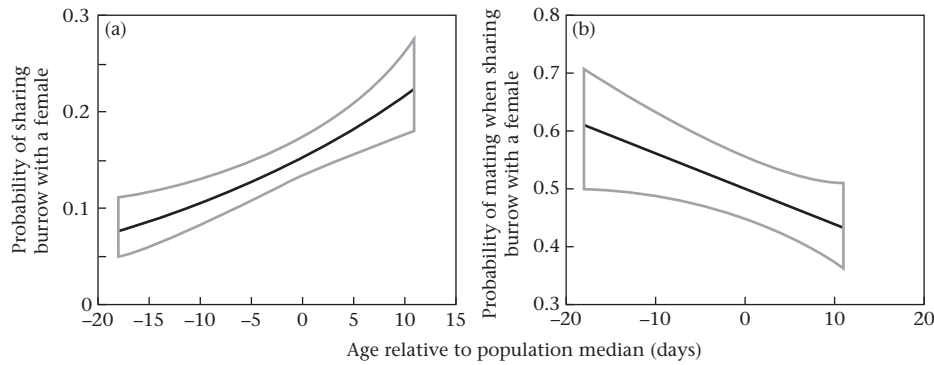 (a)
0.3
0.2
0.1
0
–20 –15 –10 –5 0 5 10 15
Probability of sharing
burrow with a female
(b)
0.8
0.7
0.6
0.5
0.4
0.3
–20 –10 0 10 20
Probability of mating when sharing
burrow with a female
Age relative to population median (days)